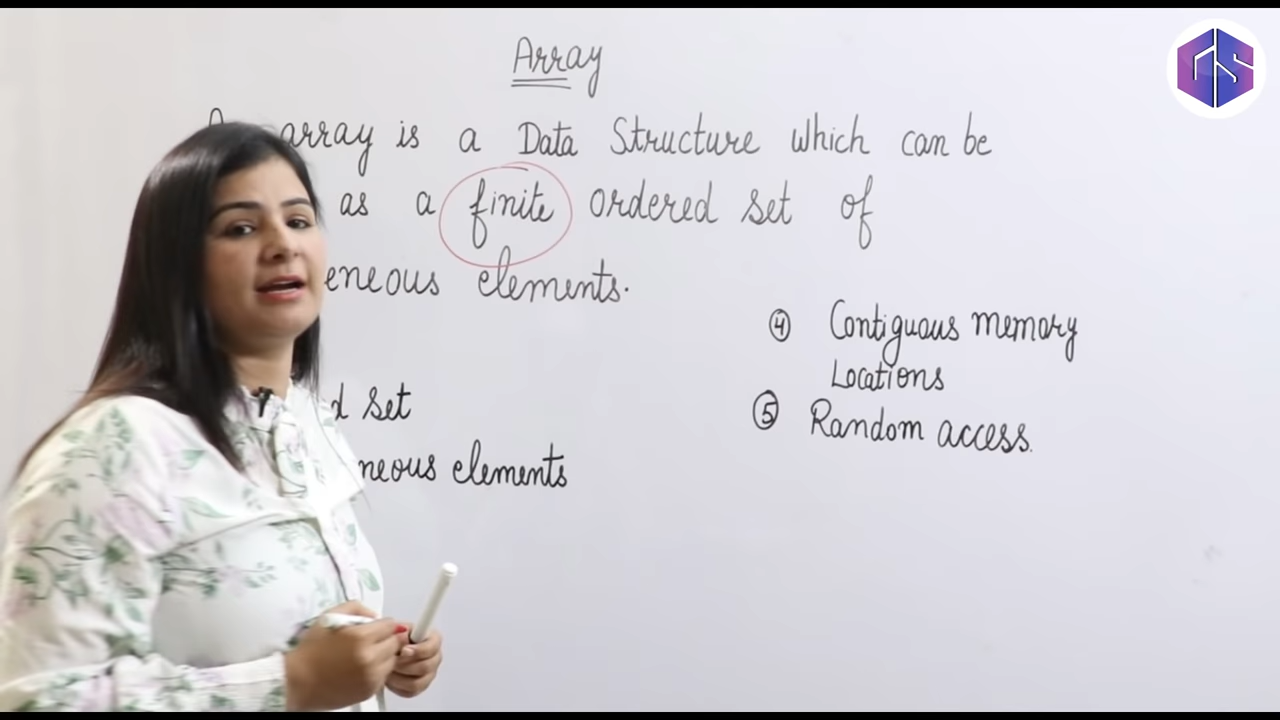 Array
array is a Data Structure which can be
as a finite ordered set of
eneous elements.
④ Contiguous memory
Locations
⑤ Random access.
d set
neous elements